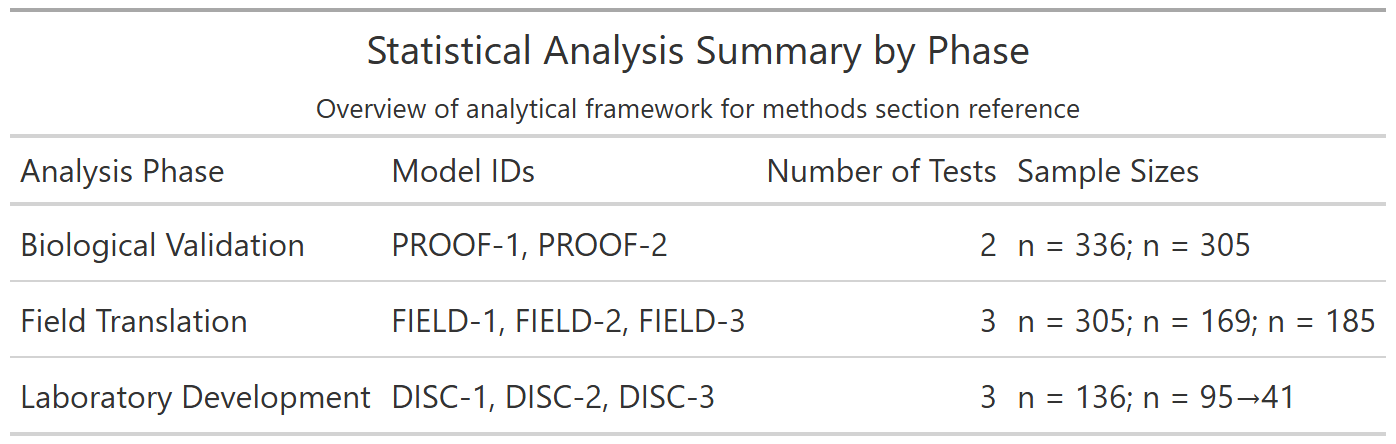 Statistical Analysis Summary by Phase
Overview of analytical framework for methods section reference
Analysis Phase Model IDs Number of Tests Sample Sizes
Biological Validation PROOF-1, PROOF-2 2 n = 336; n = 305
Field Translation FIELD-1, FIELD-2, FIELD-3 3 n = 305; n = 169; n = 185
Laboratory Development DISC-1, DISC-2, DISC-3 3 n = 136; n = 95→41